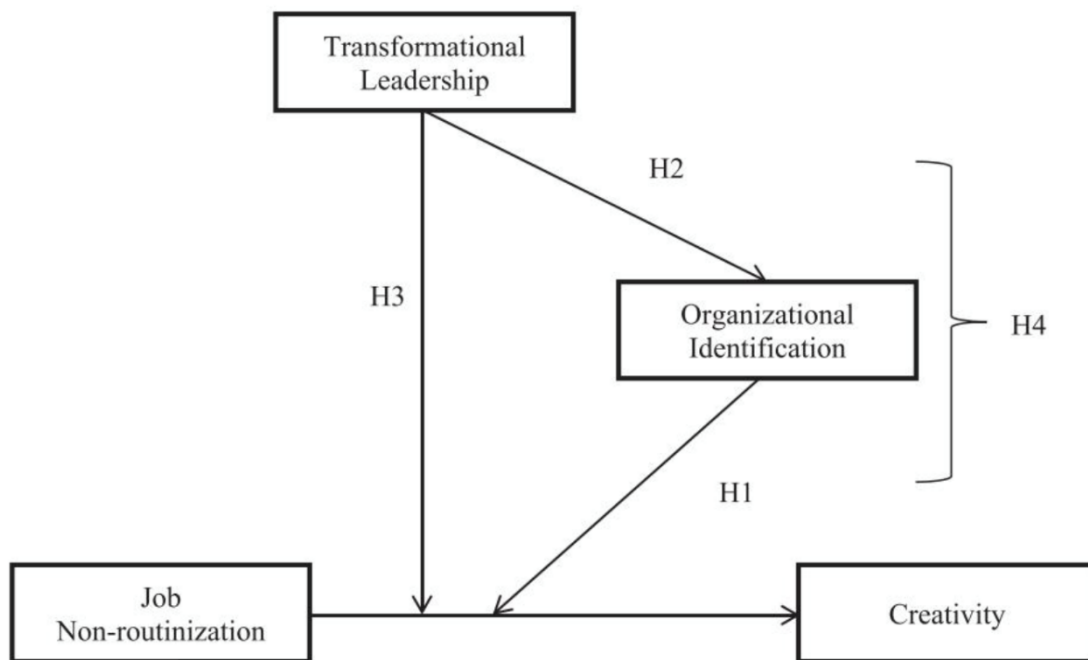 Transformational
Leadership
H2
H3
Organizational
Identification
H4
H1
Job
Non-routinization
Creativity